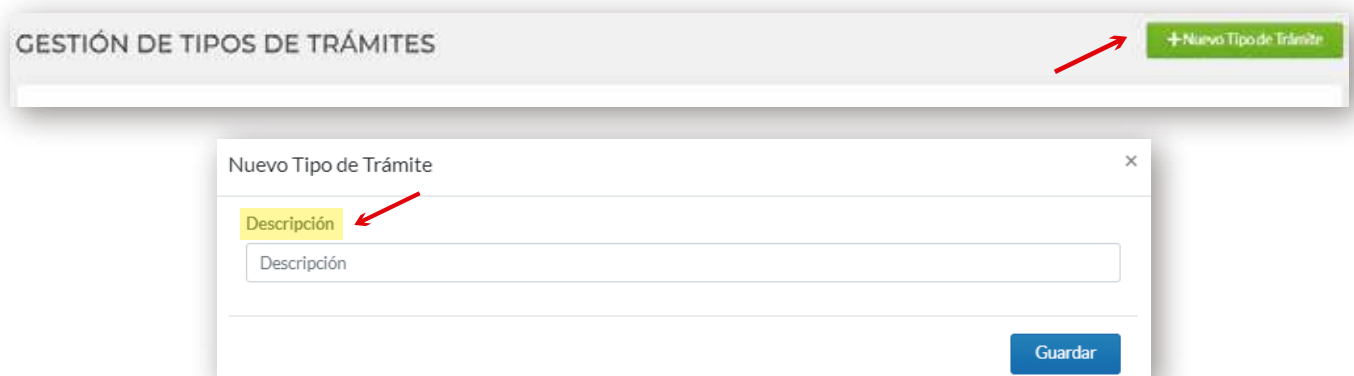 GESTIÓN DE TIPOS DE TRÁMITES
+Nuevo Tipo de Trámite
Nuevo Tipo de Trámite
×
Descripción
Descripción
Guardar